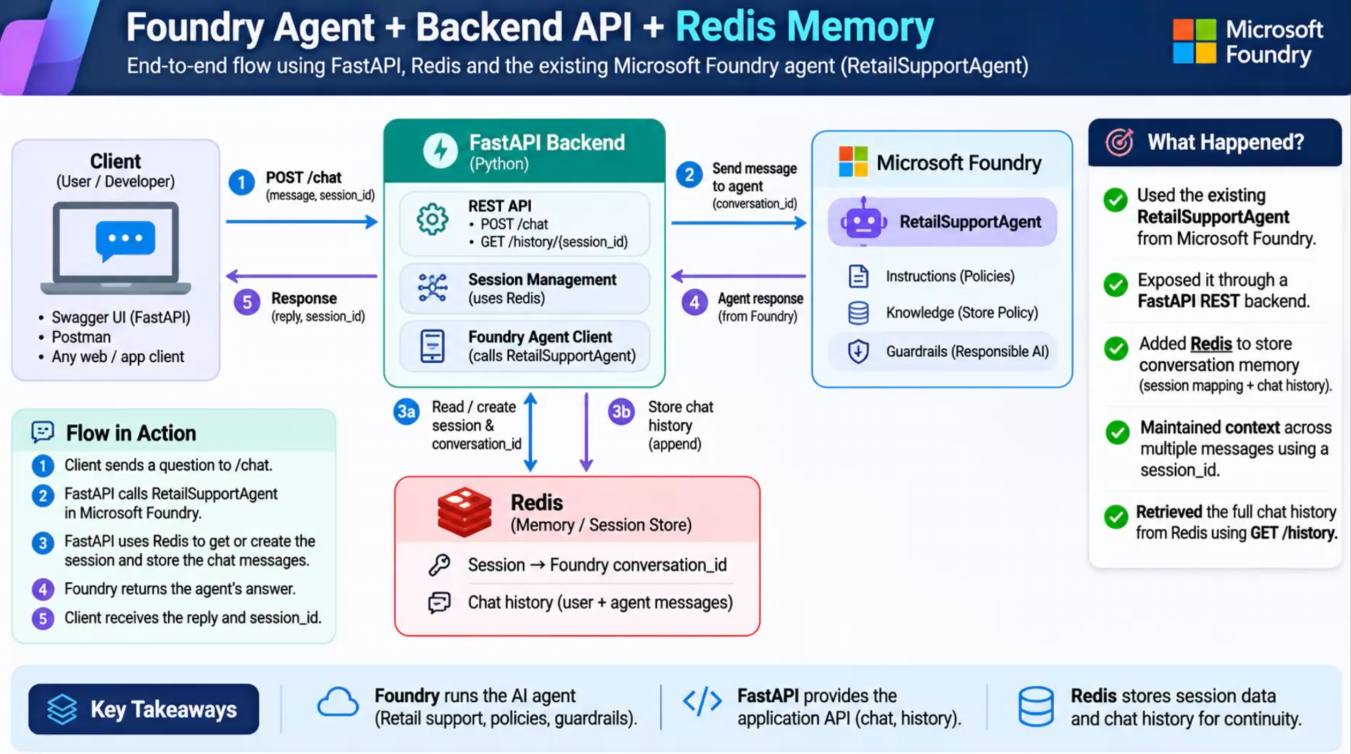 Foundry Agent + Backend API + Redis Memory
End-to-end flow using FastAPI, Redis and the existing Microsoft Foundry agent (RetailSupportAgent)
Microsoft
Foundry
Client
(User / Developer)
• Swagger UI (FastAPI)
• Postman
• Any web / app client
1
POST /chat
(message, session_id)
5
Response
(reply, session_id)
FastAPI Backend
(Python)
REST API
• POST /chat
• GET /history/{session_id)
Session Management
(uses Redis)
Foundry Agent Client
(calls RetailSupportAgent)
2
Send message
to agent
(conversation_id)
4
Agent response
(from Foundry)
Microsoft Foundry
RetailSupportAgent
Instructions (Policies)
Knowledge (Store Policy)
Guardrails (Responsible AI)
What Happened?
Used the existing
RetailSupportAgent
from Microsoft Foundry.
Exposed it through a
FastAPI REST backend.
Added Redis to store
conversation memory
(session mapping + chat history).
Maintained context across
multiple messages using a
session_id.
Retrieved the full chat history
from Redis using GET /history.
3a
Read / create
session &
conversation_id
3b
Store chat
history
(append)
Redis
(Memory / Session Store)
Session → Foundry conversation_id
Chat history (user + agent messages)
Flow in Action
1 Client sends a question to /chat.
2 FastAPI calls RetailSupportAgent
in Microsoft Foundry.
3 FastAPI uses Redis to get or create the
session and store the chat messages.
4 Foundry returns the agent's answer.
5 Client receives the reply and session_id.
Key Takeaways
Foundry runs the AI agent
(Retail support, policies, guardrails).
FastAPI provides the
application API (chat, history).
Redis stores session data
and chat history for continuity.